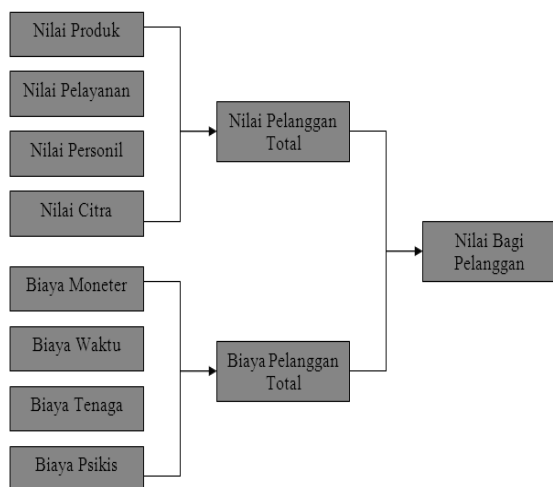 Nilai Produk
Nilai Pelayanan
Nilai Personil
Nilai Citra
Biaya Moneter
Biaya Waktu
Biaya Tenaga
Biaya Psikis
Nilai Pelanggan
Total
Biaya Pelanggan
Total
Nilai Bagi
Pelanggan